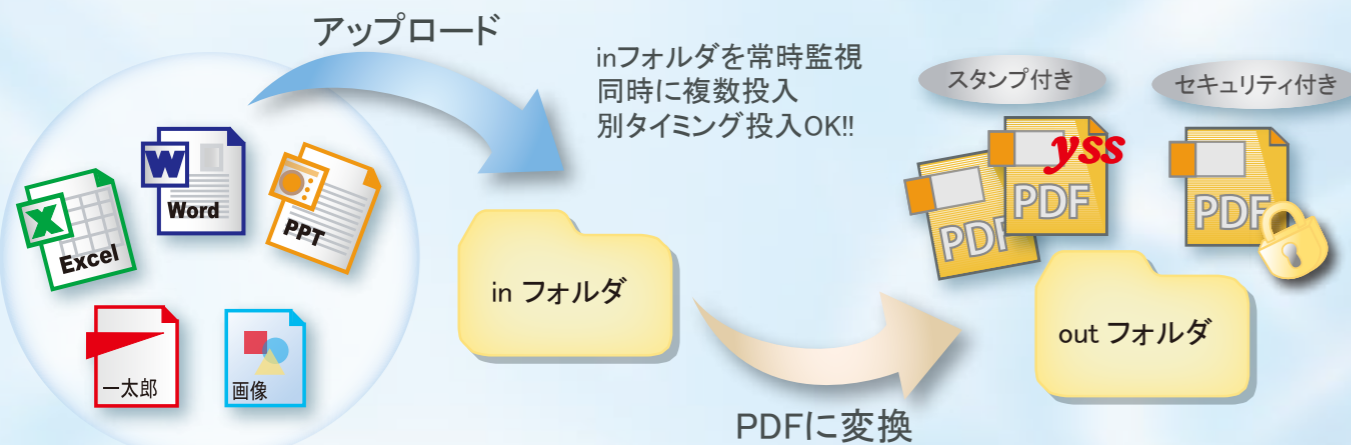 アップロード
inフォルダを常時監視
同時に複数投入
別タイミング投入OK!!
スタンプ付き
セキュリティ付き
W
Word
X
Excel
PPT
一太郎
画像
in フォルダ
PDF
yss
PDF
PDF
out フォルダ
PDFに変換